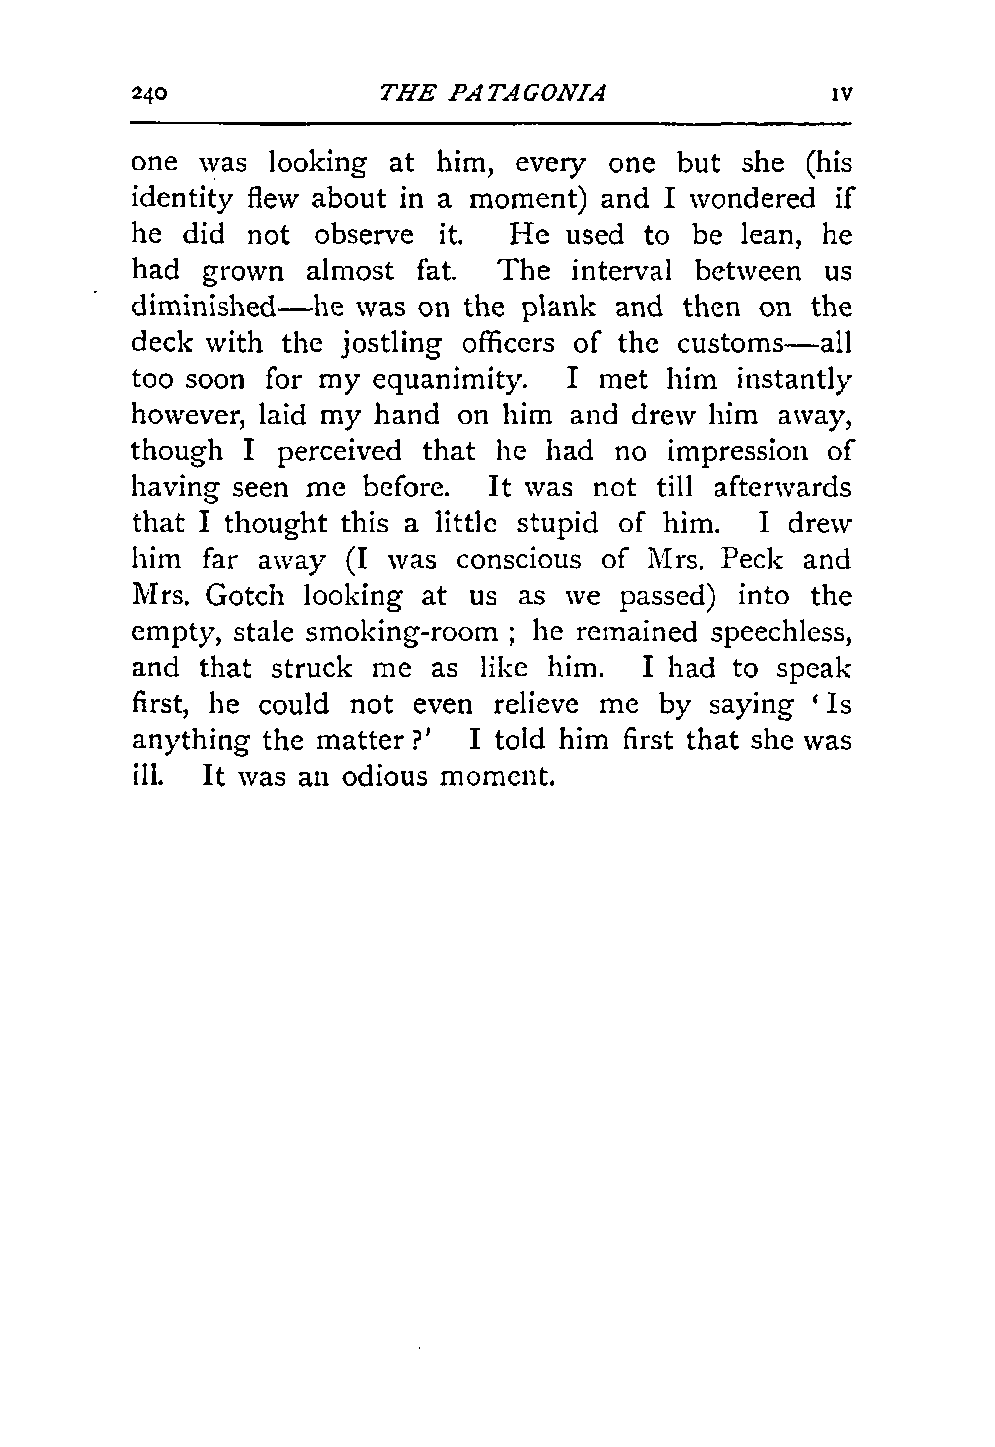 240 THE PATAGONIA IV
one was looking at him, every one but she (his
identity flew about in a moment) and I wondered if
he did not observe it. He used to be lean, he
had grown almost fat. The interval between us
diminished—he was on the plank and then on the
deck with the jostling officers of the customs—all
too soon for my equanimity. I met him instantly
however, laid my hand on him and drew him away,
though I perceived that he had no impression of
having seen me before. It was not till afterwards
that I thought this a little stupid of him. I drew
him far away (I was conscious of Mrs. Peck and
Mrs. Gotch looking at us as we passed) into the
empty, stale smoking-room ; he remained speechless,
and that struck me as like him. I had to speak
first, he could not even relieve me by saying ‘ Is
anything the matter ?’ I told him first that she was
ill. It was an odious moment.